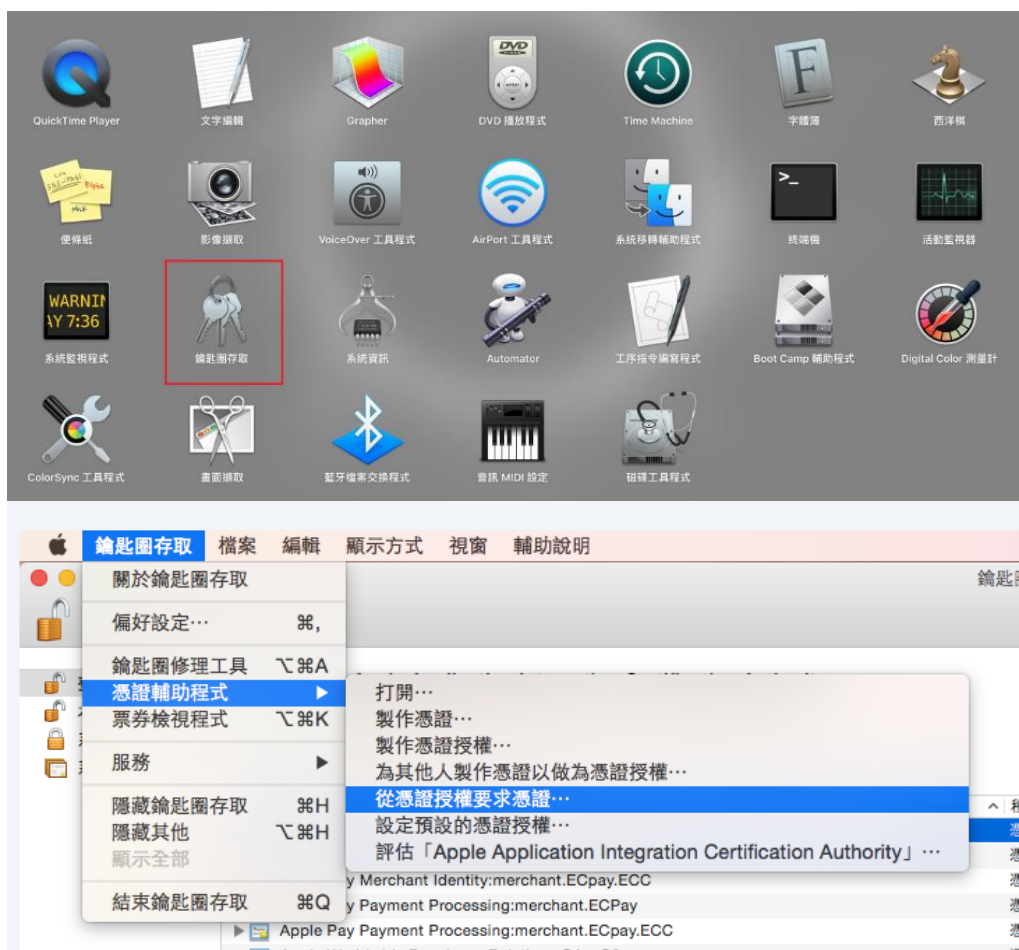 QuickTime Player
文字編輯
Grapher
DVD 播放程式
Time Machine
字體簿
西洋棋
便條紙
影像擷取
VoiceOver 工具程式
AirPort 工具程式
系統移轉輔助程式
終端機
活動監視器
WARNIN
AY 7:36
系統監視程式
鑰匙圈存取
系統資訊
Automator
工序指令編寫程式
Boot Camp 輔助程式
Digital Color 測量計
ColorSync 工具程式
畫面擷取
藍牙檔案交換程式
音訊 MIDI 設定
磁碟工具程式
鑰匙圈存取 檔案 編輯 顯示方式 視窗 輔助說明
關於鑰匙圈存取
鑰匙
偏好設定… ⌘,
鑰匙圈修理工具 ⌥⌘A
憑證輔助程式 ▶
票券檢視程式 ⌥⌘K
服務 ▶
隱藏鑰匙圈存取 ⌘H
隱藏其他 ⌥⌘H
顯示全部
結束鑰匙圈存取 ⌘Q
打開…
製作憑證…
製作憑證授權…
為其他人製作憑證以做為憑證授權…
從憑證授權要求憑證…
設定預設的憑證授權…
評估「Apple Application Integration Certification Authority」…
y Merchant Identity:merchant.ECpay.ECC
y Payment Processing:merchant.ECPay
Apple Pay Payment Processing:merchant.ECpay.ECC